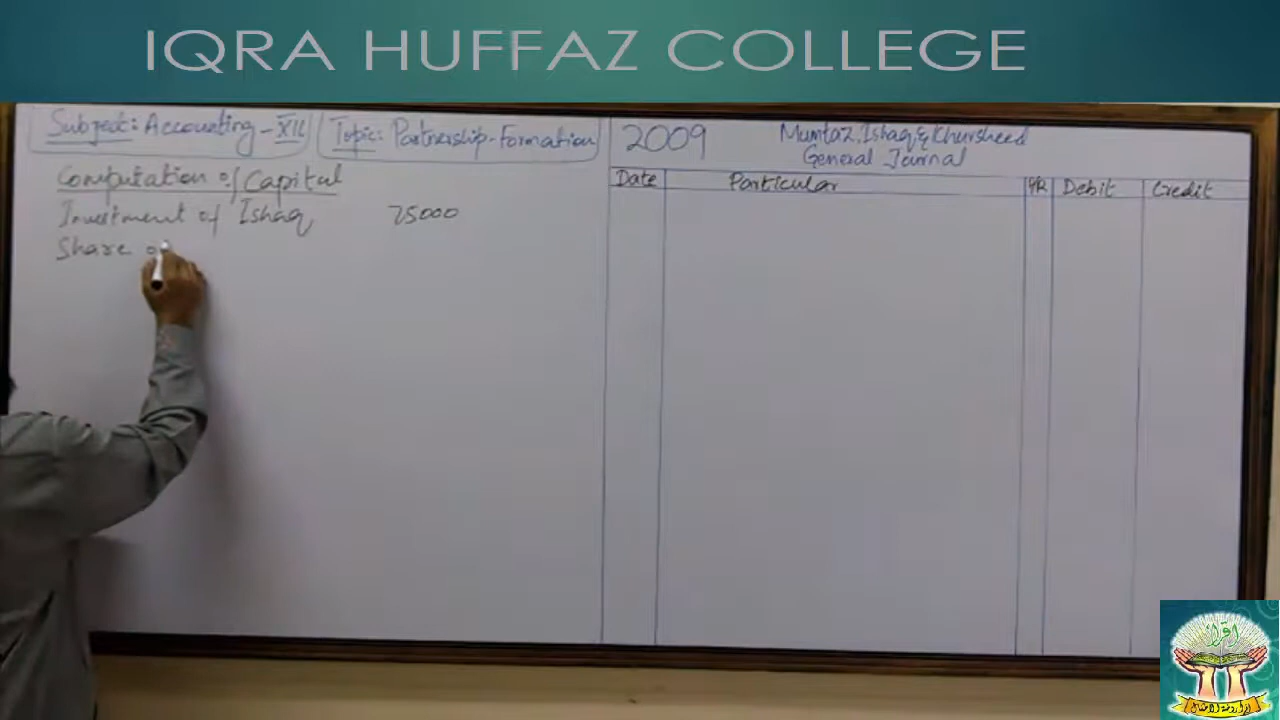 IQRA HUFFAZ COLLEGE
Subject: Accounting - XII
Topic: Partnership-Formation
Computation of Capital
Investment of Ishaq 75000
Share o
2009
Mumtaz, Ishaq & Khursheed
General Journal
Date Particular P/R Debit Credit
اقرأ